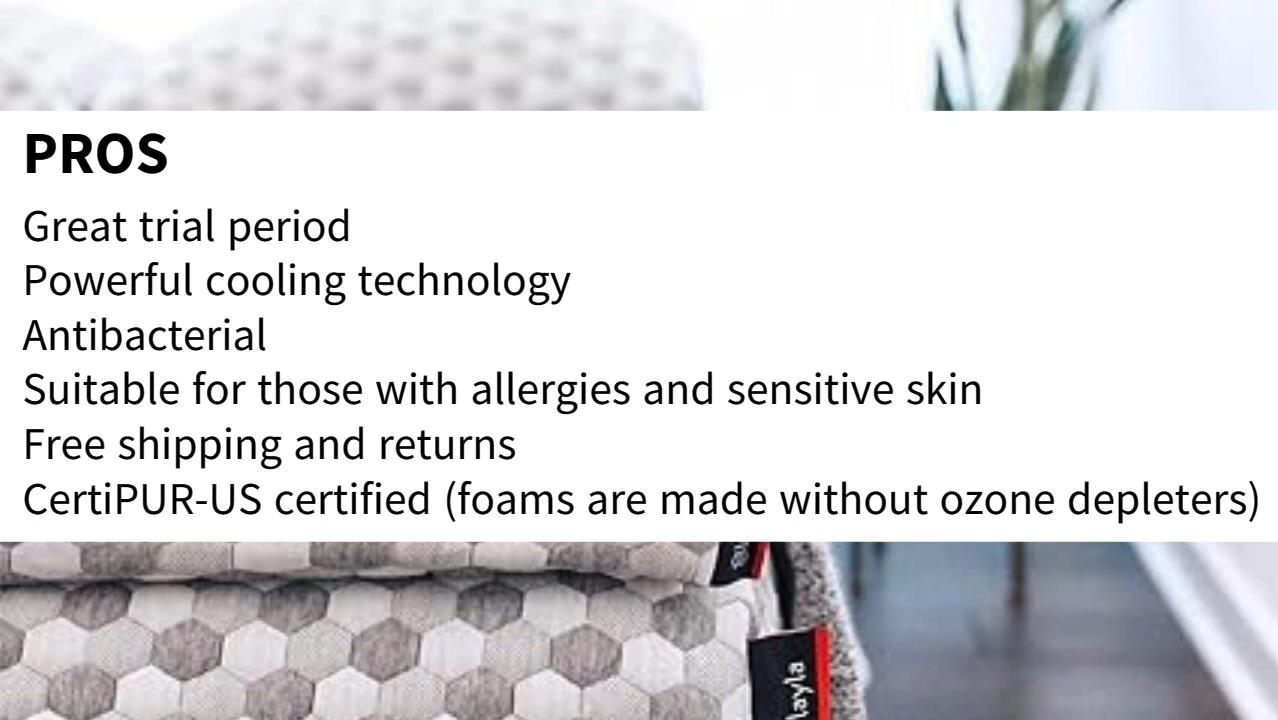 PROS
Great trial period
Powerful cooling technology
Antibacterial
Suitable for those with allergies and sensitive skin
Free shipping and returns
CertiPUR-US certified (foams are made without ozone depleters)
layla